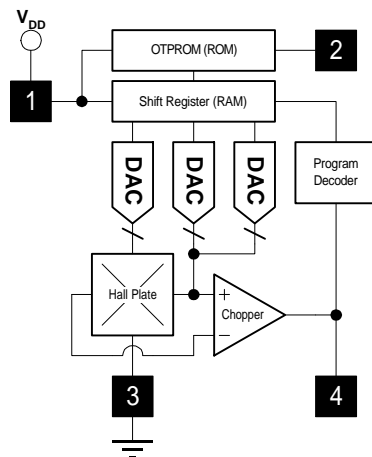 VDD
OTPROM (ROM)
2
1
Shift Register (RAM)
DAC
DAC
DAC
Program
Decoder
Hall Plate
+
−
Chopper
3
4